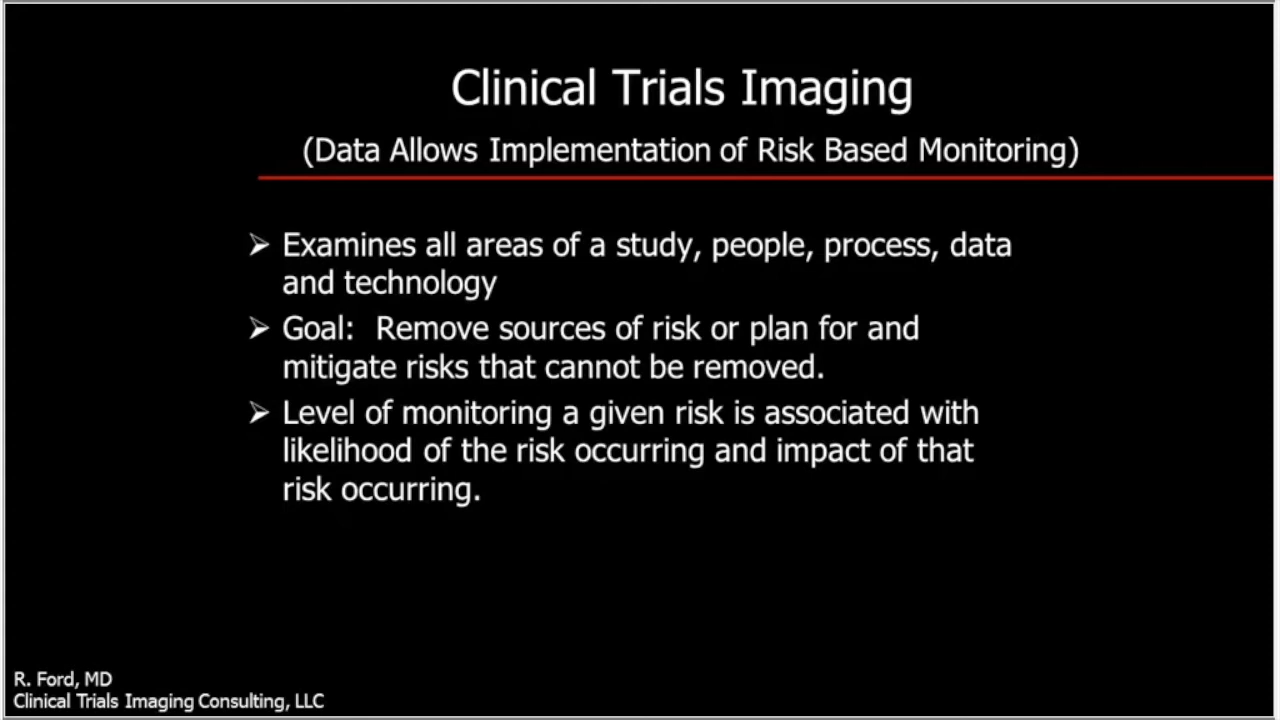 Clinical Trials Imaging
(Data Allows Implementation of Risk Based Monitoring)
➢ Examines all areas of a study, people, process, data
and technology
➢ Goal:  Remove sources of risk or plan for and
mitigate risks that cannot be removed.
➢ Level of monitoring a given risk is associated with
likelihood of the risk occurring and impact of that
risk occurring.
R. Ford, MD
Clinical Trials Imaging Consulting, LLC